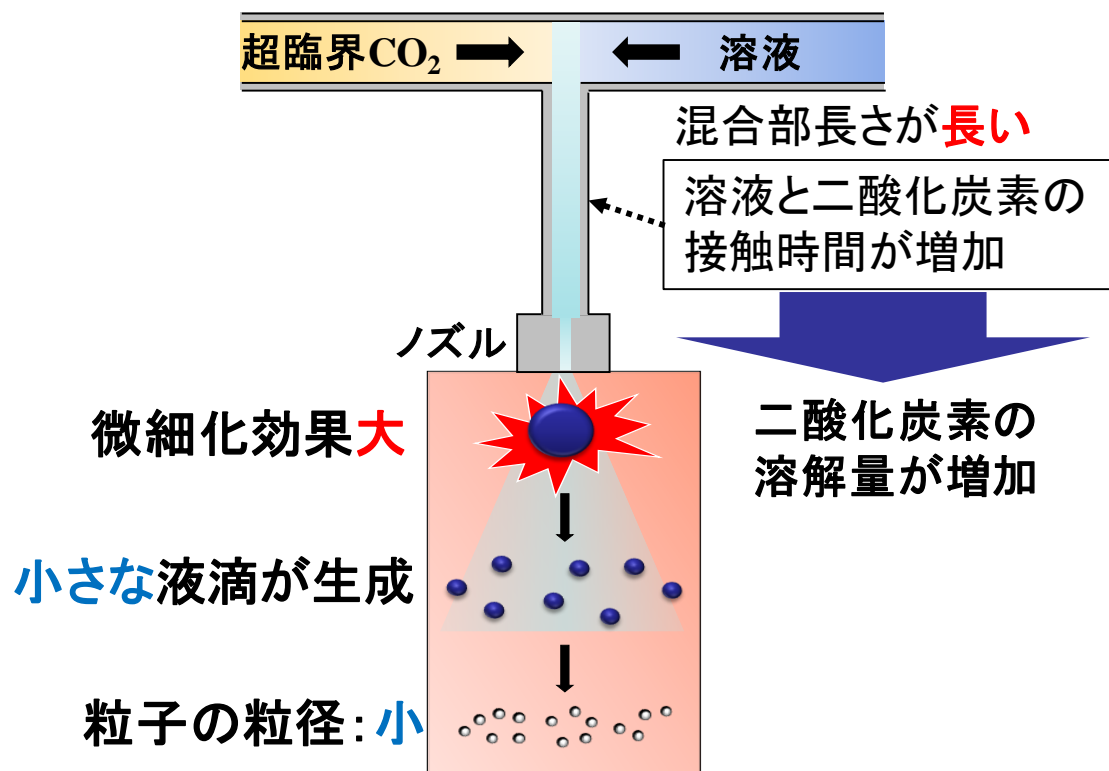 超臨界CO₂
溶液
混合部長さが長い
溶液と二酸化炭素の
接触時間が増加
ノズル
微細化効果大
二酸化炭素の
溶解量が増加
小さな液滴が生成
粒子の粒径：小